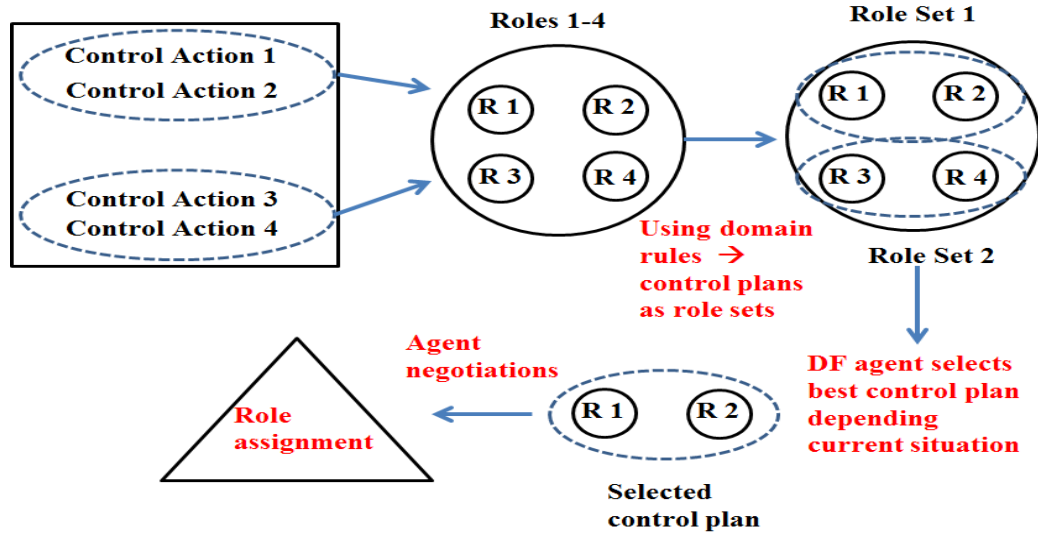 Control Action 1
Control Action 2
Control Action 3
Control Action 4
Roles 1-4
R 1
R 2
R 3
R 4
Using domain
rules →
control plans
as role sets
Role Set 1
R 1
R 2
R 3
R 4
Role Set 2
DF agent selects
best control plan
depending
current situation
R 1
R 2
Selected
control plan
Agent
negotiations
Role
assignment